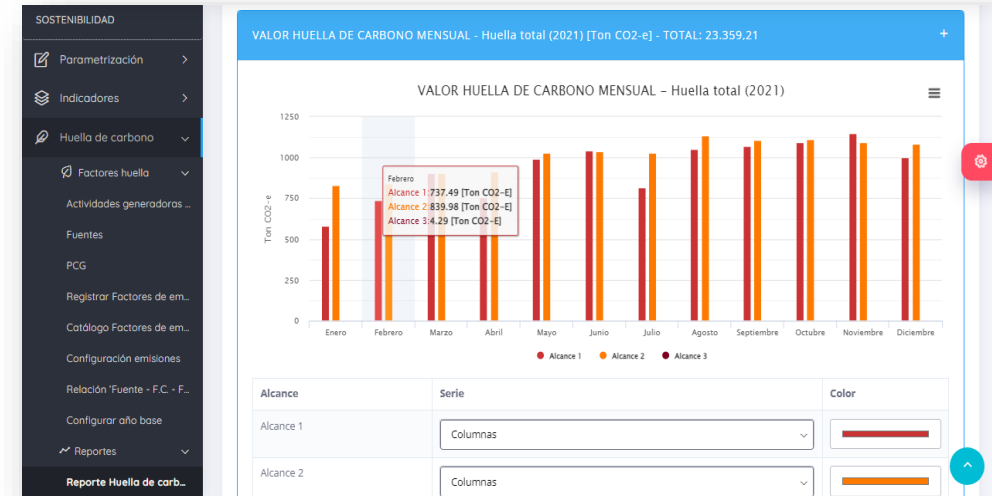 SOSTENIBILIDAD
Parametrización
Indicadores
Huella de carbono
Factores huella
Actividades generadoras ...
Fuentes
PCG
Registrar Factores de em...
Catálogo Factores de em...
Configuración emisiones
Relación 'Fuente - F.C. - F...
Configurar año base
Reportes
Reporte Huella de carb...
VALOR HUELLA DE CARBONO MENSUAL - Huella total (2021) [Ton CO2-e] - TOTAL: 23.359,21
+
VALOR HUELLA DE CARBONO MENSUAL – Huella total (2021)
Ton CO2-e
1250
1000
750
500
250
0
Febrero
Alcance 1:737.49 [Ton CO2-E]
Alcance 2:839.98 [Ton CO2-E]
Alcance 3:4.29 [Ton CO2-E]
Enero Febrero Marzo Abril Mayo Junio Julio Agosto Septiembre Octubre Noviembre Diciembre
Alcance 1 Alcance 2 Alcance 3
Alcance Serie Color
Alcance 1 Columnas
Alcance 2 Columnas